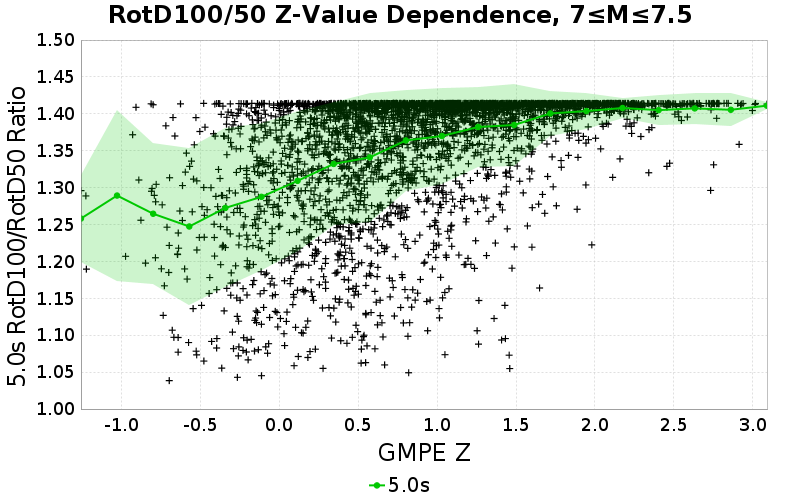 RotD100/50 Z-Value Dependence, 7≤M≤7.5
1.50
1.45
1.40
1.35
1.30
1.25
1.20
1.15
1.10
1.05
1.00
5.0s RotD100/RotD50 Ratio
-1.0 -0.5 0.0 0.5 1.0 1.5 2.0 2.5 3.0
GMPE Z
5.0s